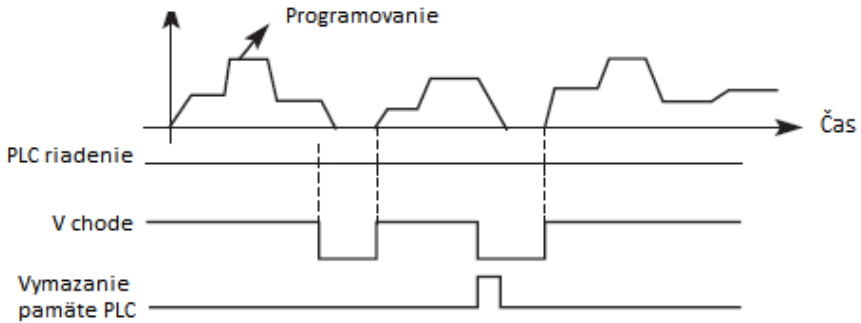 Programovanie
Čas
PLC riadenie
V chode
Vymazanie
pamäte PLC